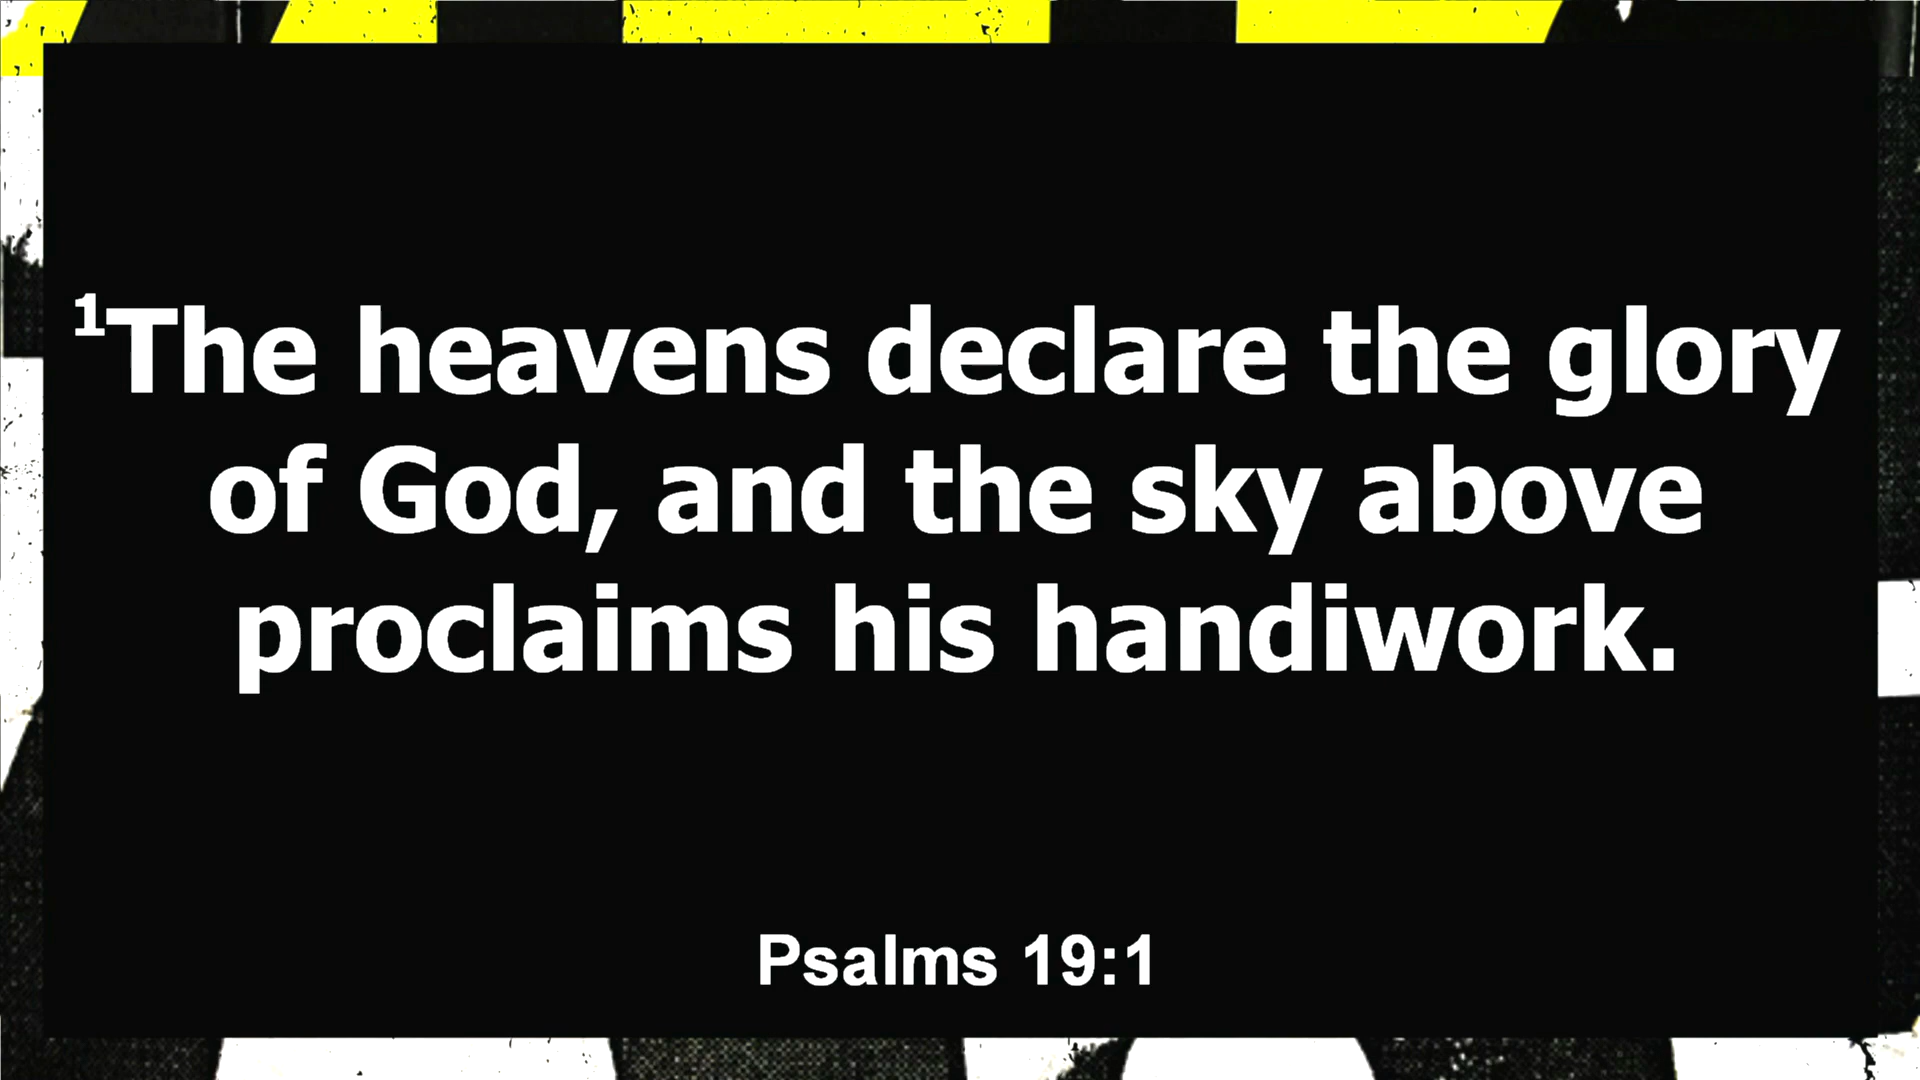 ¹The heavens declare the glory
of God, and the sky above
proclaims his handiwork.
Psalms 19:1